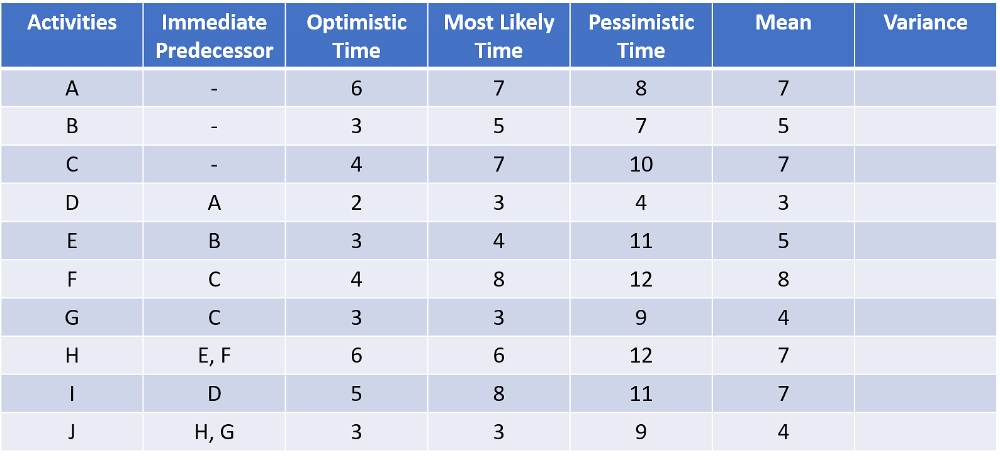 Activities Immediate Predecessor Optimistic Time Most Likely Time Pessimistic Time Mean Variance
A - 6 7 8 7
B - 3 5 7 5
C - 4 7 10 7
D A 2 3 4 3
E B 3 4 11 5
F C 4 8 12 8
G C 3 3 9 4
H E, F 6 6 12 7
I D 5 8 11 7
J H, G 3 3 9 4